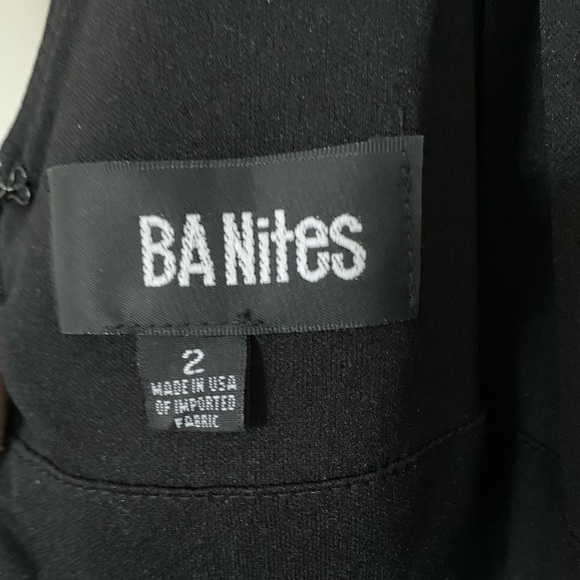 BA Nites
2
MADE IN USA
OF IMPORTED
FABRIC